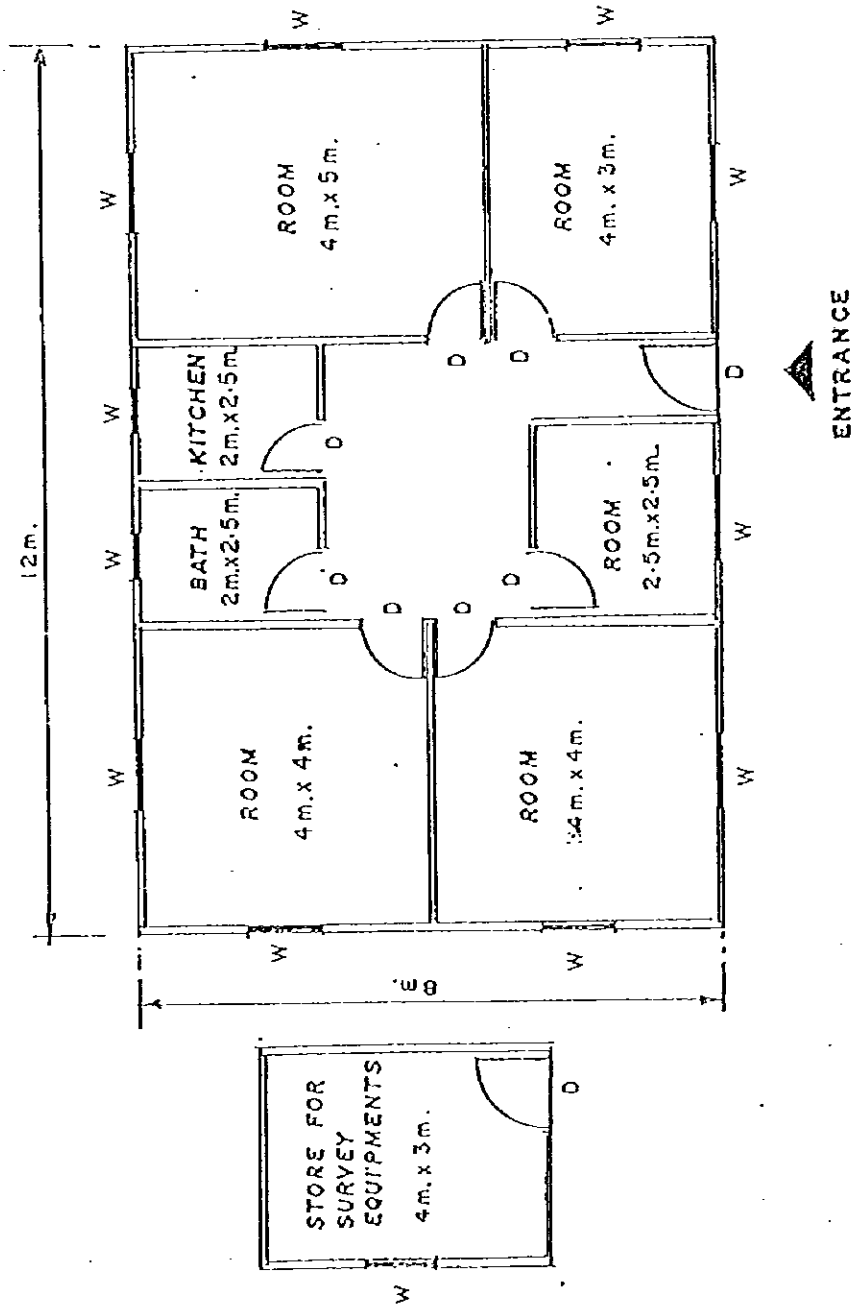 12m.
W
W
W
W
ROOM
4m. x 4m.
BATH
2m. x 2.5m.
KITCHEN
2m. x 2.5m
ROOM
4m. x 5m.
W
W
D
D
D
D
D
D
D
8m.
STORE FOR
SURVEY
EQUIPMENTS
4m. x 3m.
W
D
W
ROOM
4m. x 4m.
ROOM
2.5m. x 2.5m.
ROOM
4m. x 3m.
W
W
W
D
W
ENTRANCE